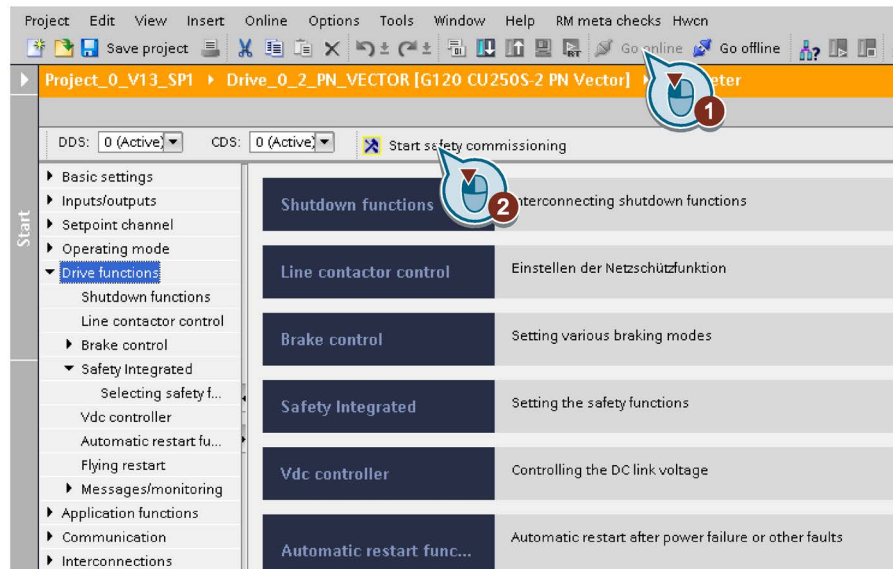 Project Edit View Insert Online Options Tools Window Help RM meta checks Hwcn
Save project Go online Go offline
Project_0_V13_SP1 Drive_0_2_PN_VECTOR [G120 CU250S-2 PN Vector]
1
DDS: 0 (Active) CDS: 0 (Active) Start safety commissioning
2
Start
Basic settings
Inputs/outputs
Setpoint channel
Operating mode
Drive functions
Shutdown functions
Line contactor control
Brake control
Safety Integrated
Selecting safety f...
Vdc controller
Automatic restart fu...
Flying restart
Messages/monitoring
Application functions
Communication
Interconnections
Shutdown functions
Interconnecting shutdown functions
Line contactor control
Einstellen der Netzschützfunktion
Brake control
Setting various braking modes
Safety Integrated
Setting the safety functions
Vdc controller
Controlling the DC link voltage
Automatic restart func...
Automatic restart after power failure or other faults